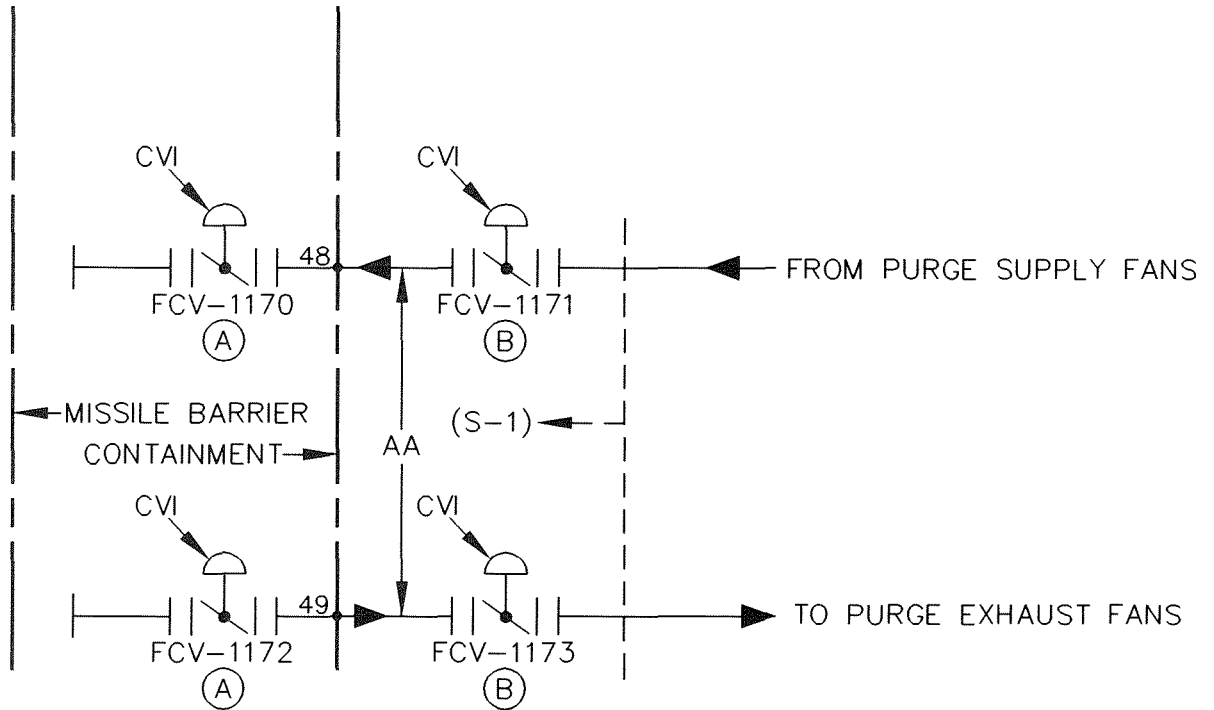 CVI
CVI
48
FROM PURGE SUPPLY FANS
FCV-1170
FCV-1171
A
B
MISSILE BARRIER
(S-1)
CONTAINMENT
AA
CVI
CVI
49
TO PURGE EXHAUST FANS
FCV-1172
FCV-1173
A
B